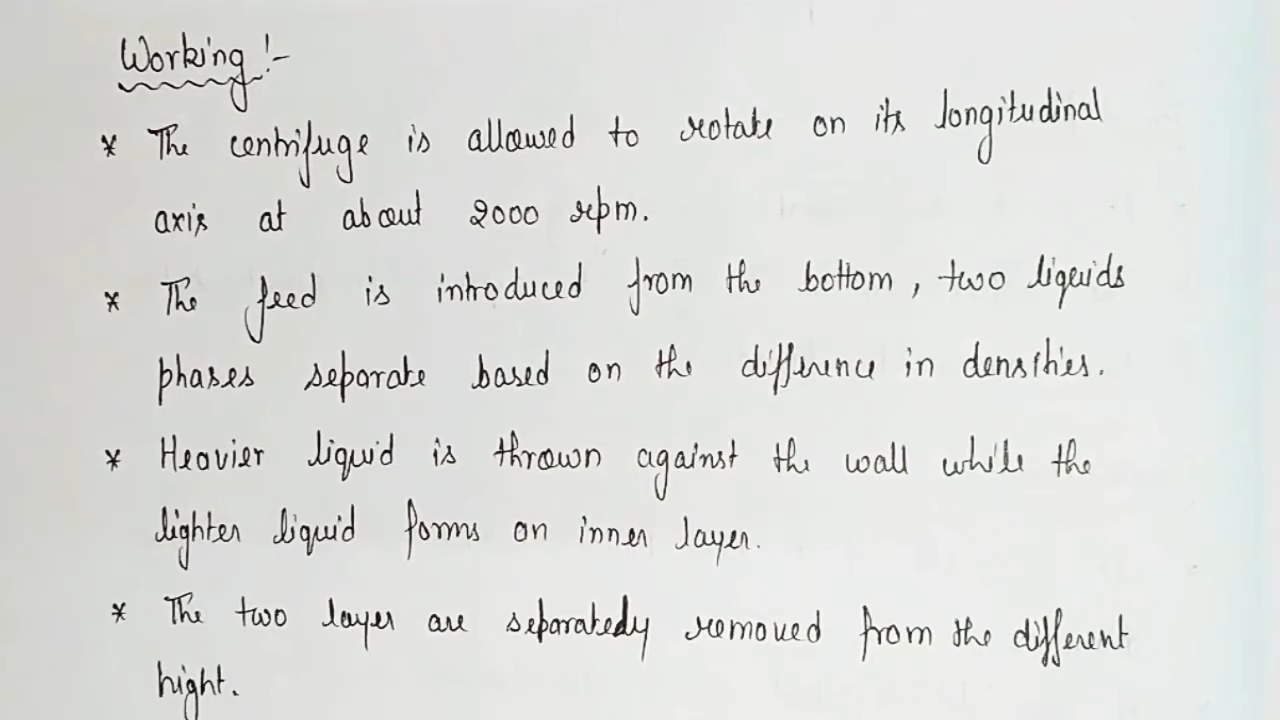 Working :-
* The centrifuge is allowed to rotate on its longitudinal
axis at about 2000 rpm.
* The feed is introduced from the bottom, two liquids
phases separate based on the difference in densities.
* Heavier liquid is thrown against the wall while the
lighter liquid forms an inner layer.
* The two layer are separatedy removed from the different
hight.